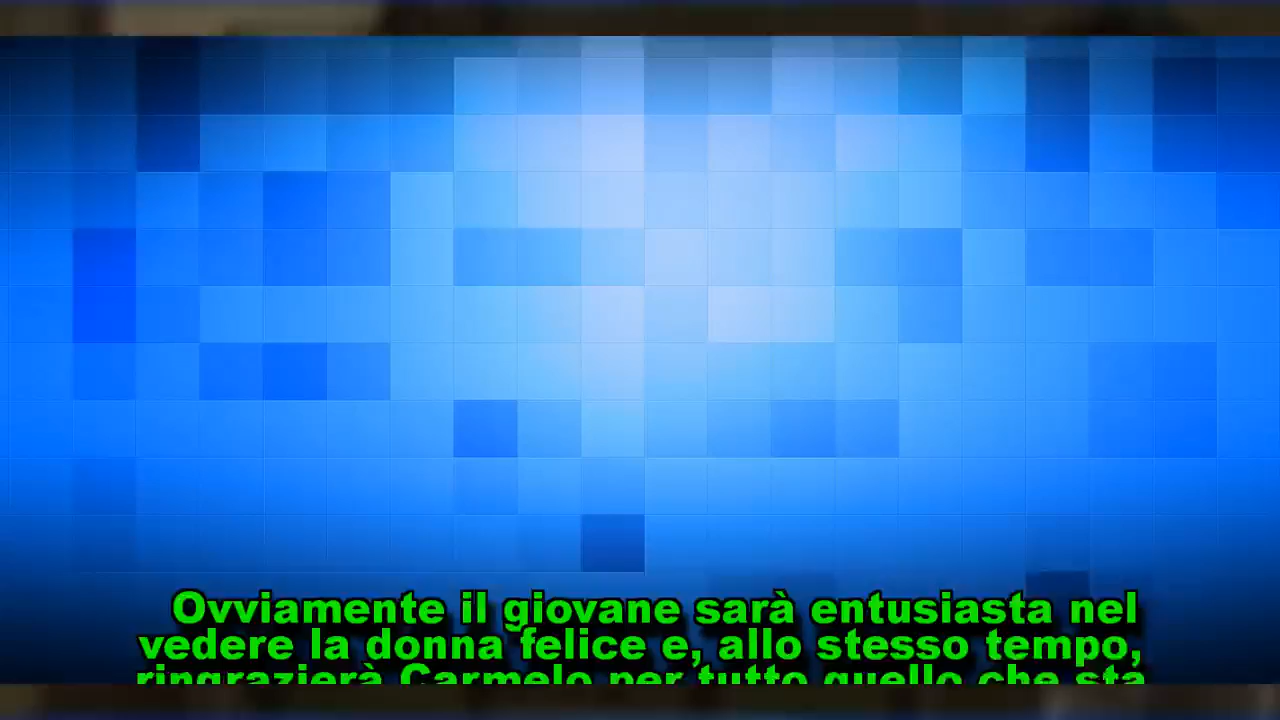 Ovviamente il giovane sarà entusiasta nel
vedere la donna felice e, allo stesso tempo,
ringrazierà Carmelo per tutto quello che sta